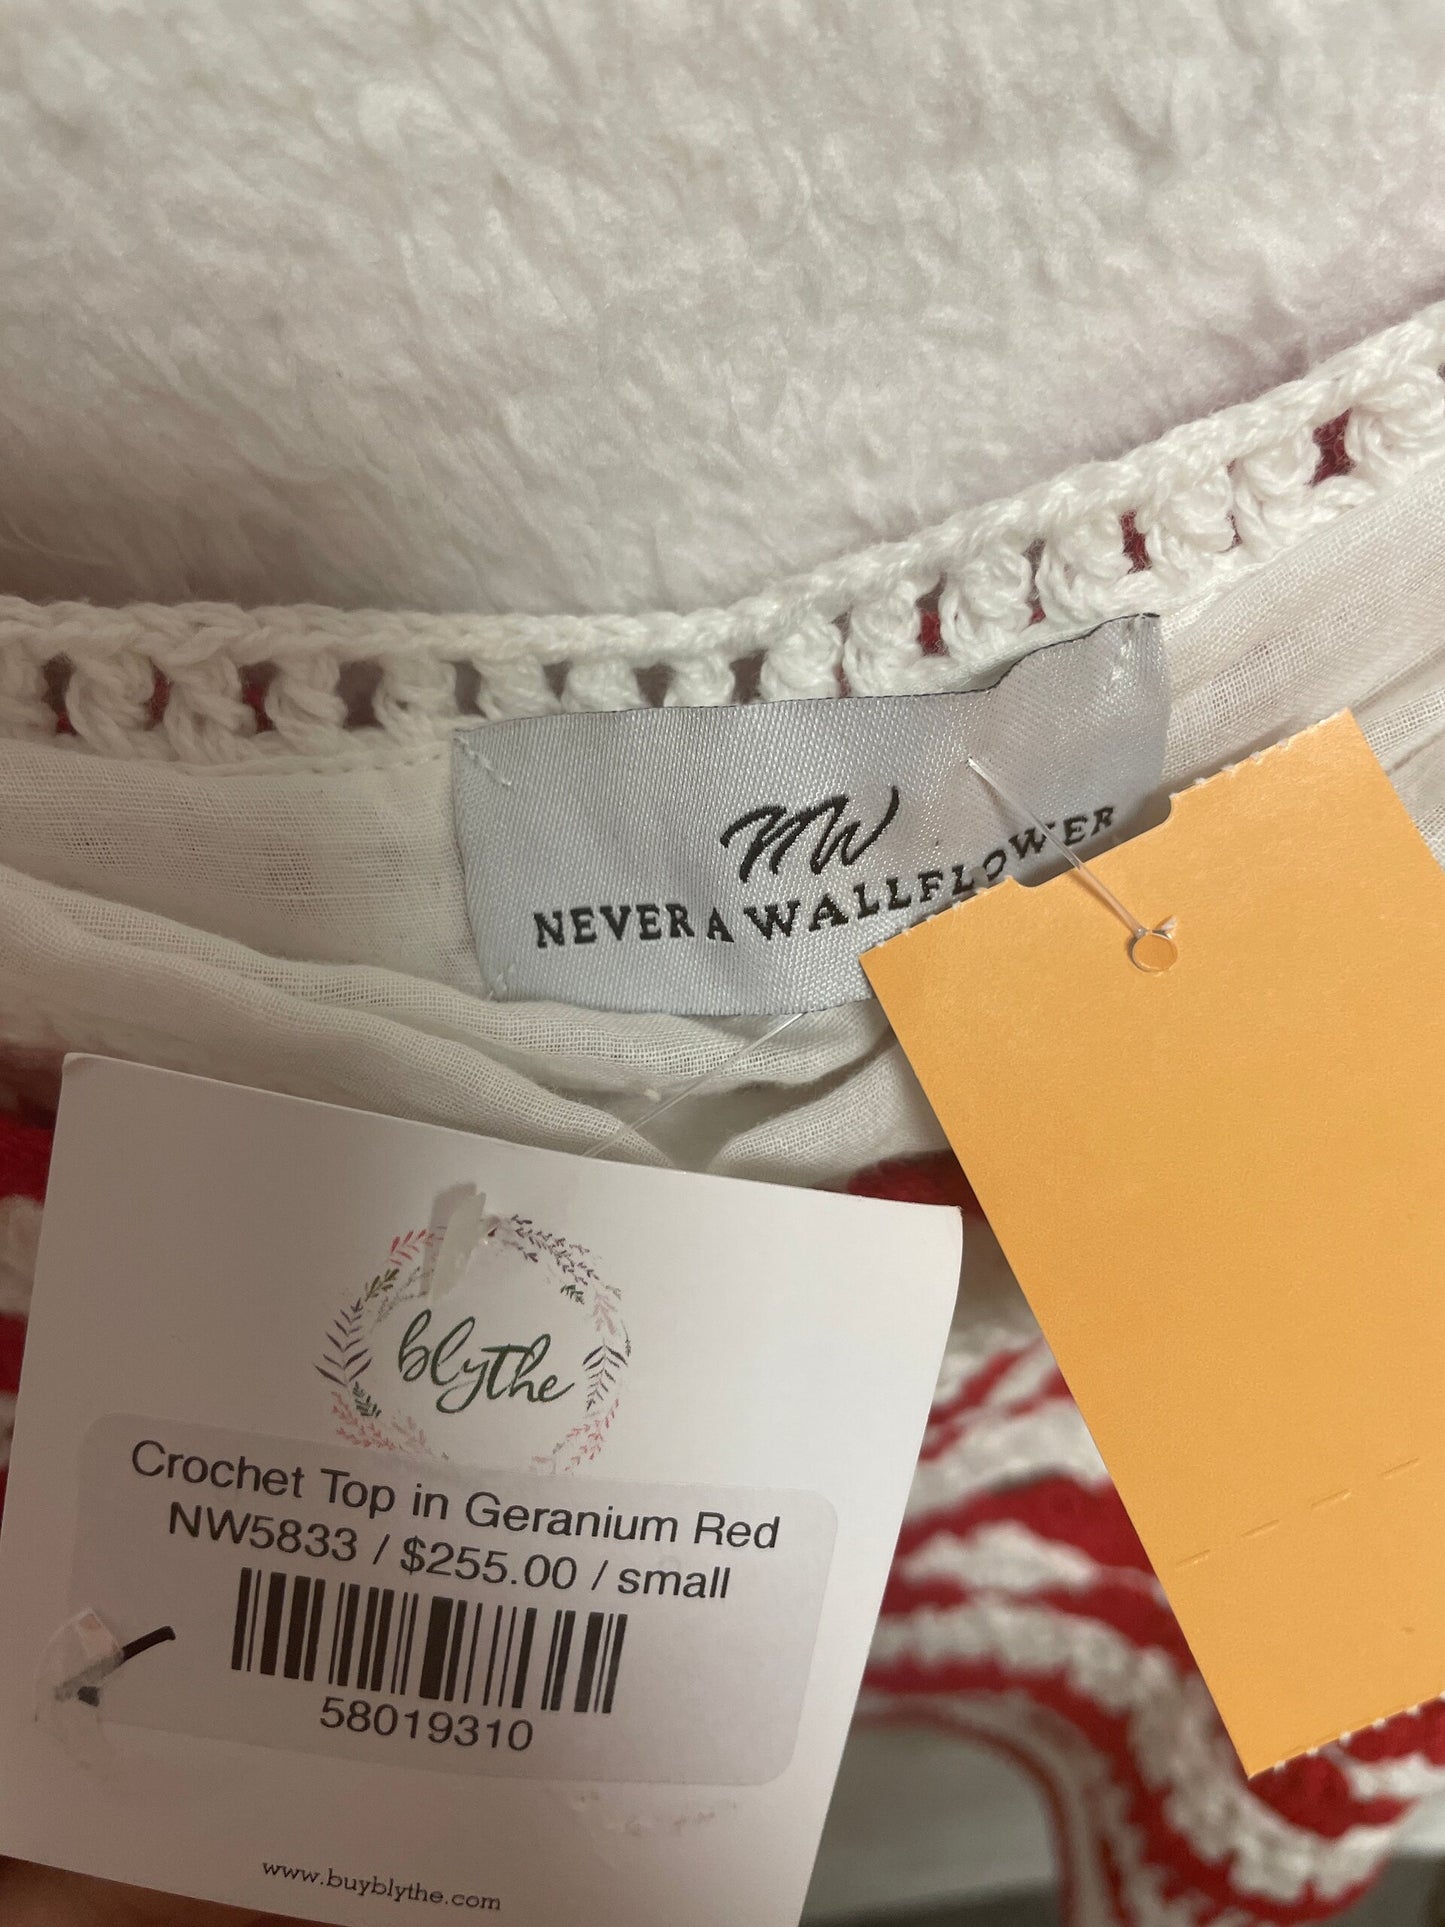 NW
NEVER A WALLFLOWER
blythe
Crochet Top in Geranium Red
NW5833 / $255.00 / small
58019310
www.buyblythe.com